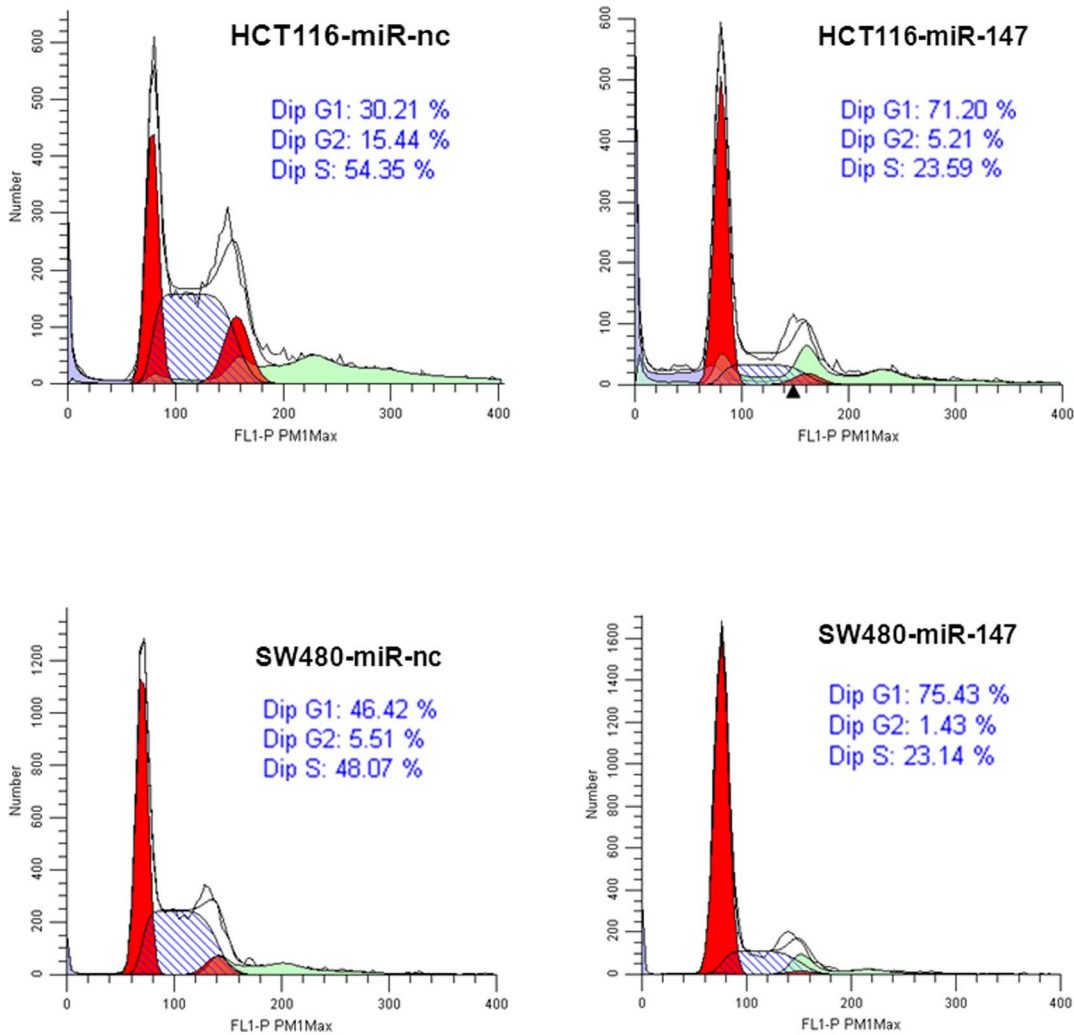 HCT116-miR-nc
Dip G1: 30.21 %
Dip G2: 15.44 %
Dip S: 54.35 %
Number
600
500
400
300
200
100
0
0 100 200 300 400
FL1-P PM1Max
HCT116-miR-147
Dip G1: 71.20 %
Dip G2: 5.21 %
Dip S: 23.59 %
Number
600
500
400
300
200
100
0
0 100 200 300 400
FL1-P PM1Max
SW480-miR-nc
Dip G1: 46.42 %
Dip G2: 5.51 %
Dip S: 48.07 %
Number
1200
1000
800
600
400
200
0
0 100 200 300 400
FL1-P PM1Max
SW480-miR-147
Dip G1: 75.43 %
Dip G2: 1.43 %
Dip S: 23.14 %
Number
1600
1400
1200
1000
800
600
400
200
0
0 100 200 300 400
FL1-P PM1Max